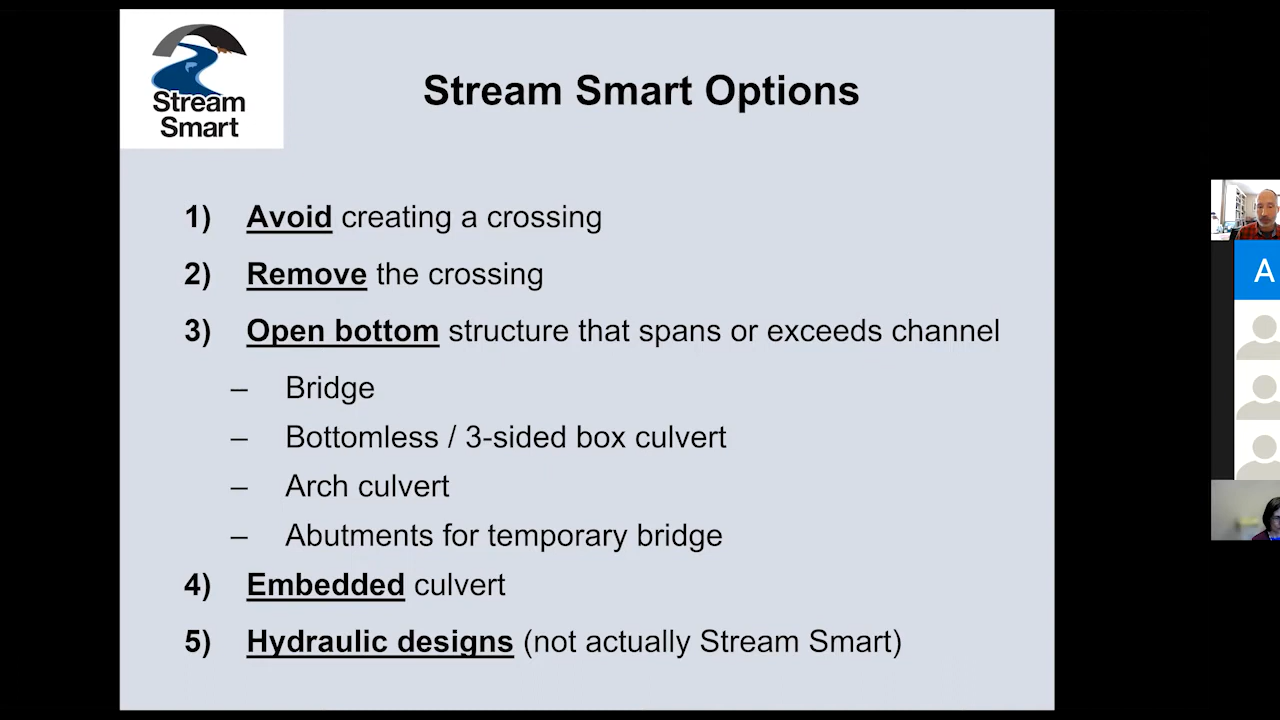 Stream
Smart
Stream Smart Options
1) Avoid creating a crossing
2) Remove the crossing
3) Open bottom structure that spans or exceeds channel
– Bridge
– Bottomless / 3-sided box culvert
– Arch culvert
– Abutments for temporary bridge
4) Embedded culvert
5) Hydraulic designs (not actually Stream Smart)
A